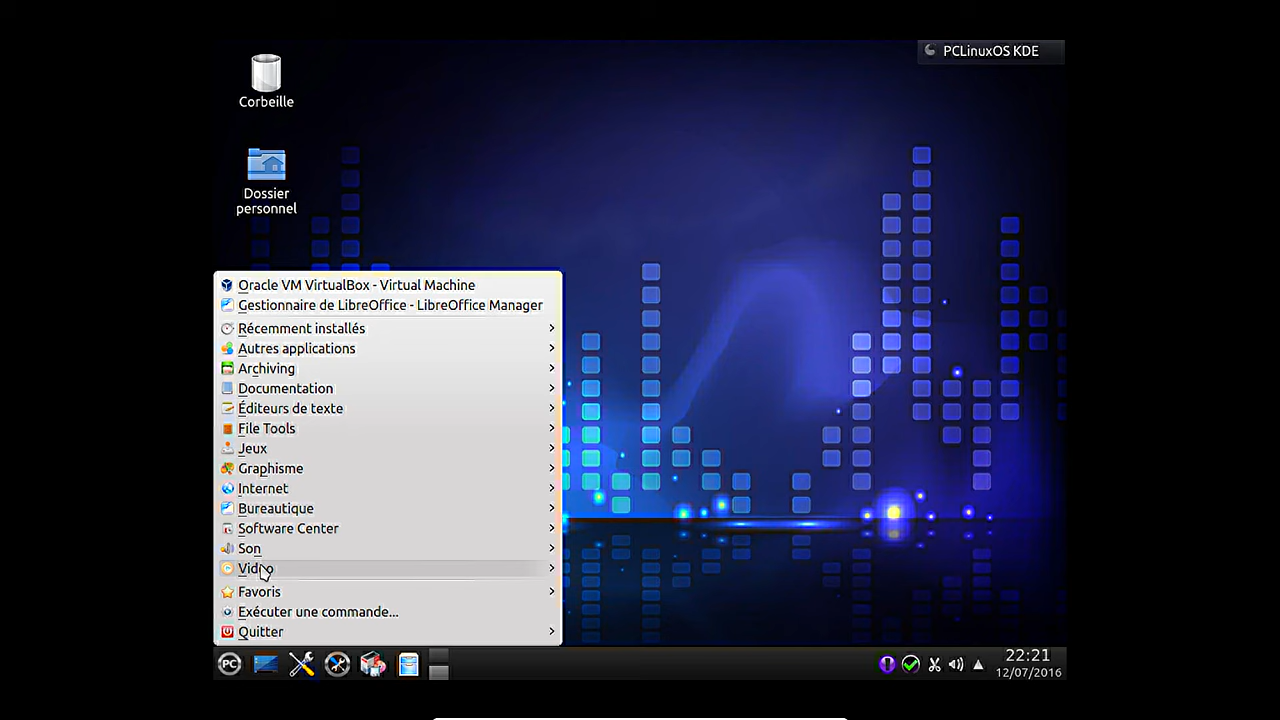 PCLinuxOS KDE
Corbeille
Dossier
personnel
Oracle VM VirtualBox - Virtual Machine
Gestionnaire de LibreOffice - LibreOffice Manager
Récemment installés
Autres applications
Archiving
Documentation
Éditeurs de texte
File Tools
Jeux
Graphisme
Internet
Bureautique
Software Center
Son
Vidéo
Favoris
Exécuter une commande...
Quitter
PC
22:21
12/07/2016